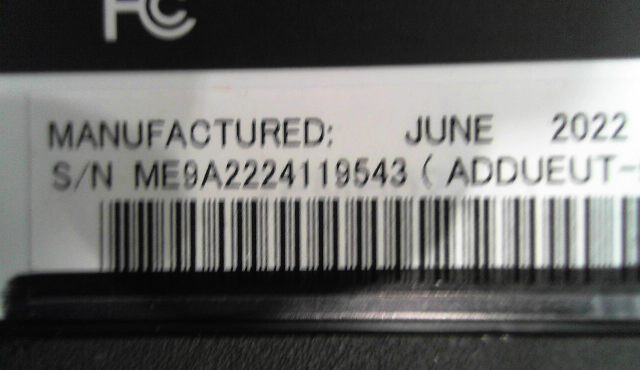 FC
MANUFACTURED: JUNE 2022
S/N ME9A2224119543 ( ADDUEUT-